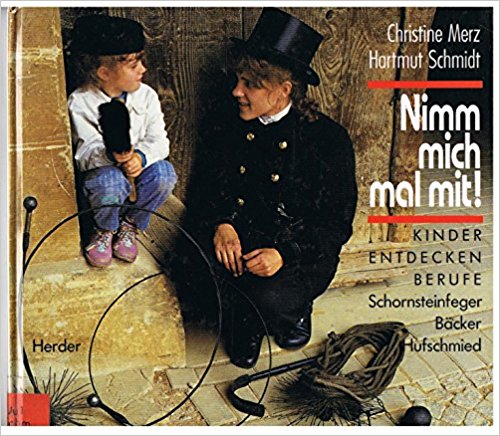 Christine Merz
Hartmut Schmidt
Nimm
mich
mal mit!
KINDER
ENTDECKEN
BERUFE
Schornsteinfeger
Bäcker
Hufschmied
Herder